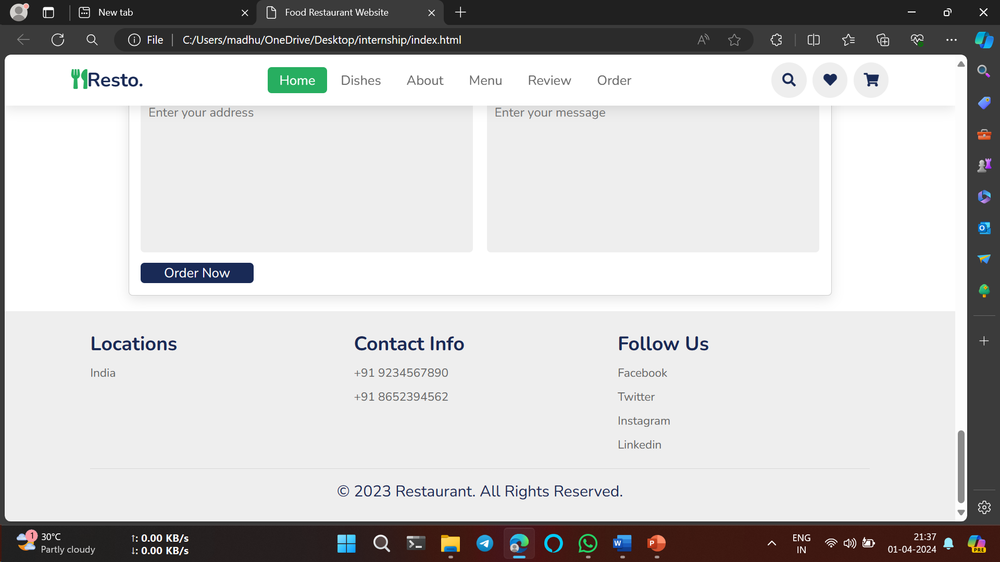 New tab
Food Restaurant Website
File
C:/Users/madhu/OneDrive/Desktop/internship/index.html
Resto.
Home
Dishes
About
Menu
Review
Order
Enter your address
Enter your message
Order Now
Locations
Contact Info
Follow Us
India
+91 9234567890
Facebook
+91 8652394562
Twitter
Instagram
Linkedin
© 2023 Restaurant. All Rights Reserved.
1
30°C
Partly cloudy
↑: 0.00 KB/s
↓: 0.00 KB/s
ENG
IN
21:37
01-04-2024
PRE